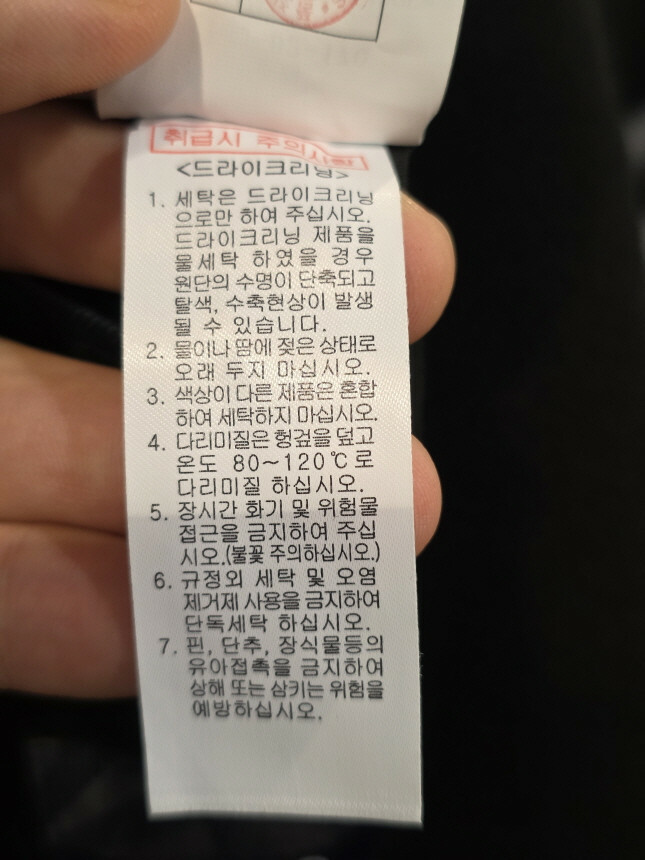 취급시 주의사항
<드라이크리닝>
1. 세탁은 드라이크리닝
으로만 하여 주십시오.
드라이크리닝 제품을
물세탁 하였을 경우
원단의 수명이 단축되고
탈색, 수축현상이 발생
될 수 있습니다.
2. 물이나 땀에 젖은 상태로
오래 두지 마십시오.
3. 색상이 다른 제품은 혼합
하여 세탁하지 마십시오.
4. 다리미질은 헝겊을 덮고
온도 80~120℃로
다리미질 하십시오.
5. 장시간 화기 및 위험물
접근을 금지하여 주십
시오.(불꽃 주의하십시오.)
6. 규정외 세탁 및 오염
제거제 사용을 금지하여
단독세탁 하십시오.
7. 핀, 단추, 장식물등의
유아접촉을 금지하여
상해 또는 삼키는 위험을
예방하십시오.